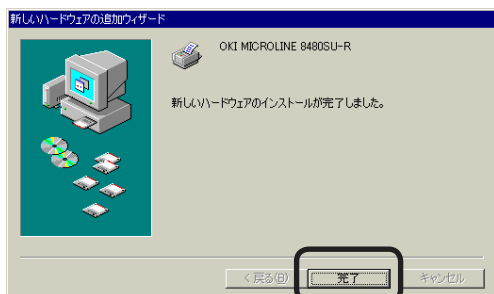 新しいハードウェアの追加ウィザード
OKI MICROLINE 8480SU-R
新しいハードウェアのインストールが完了しました。
< 戻る(B)
完了
キャンセル